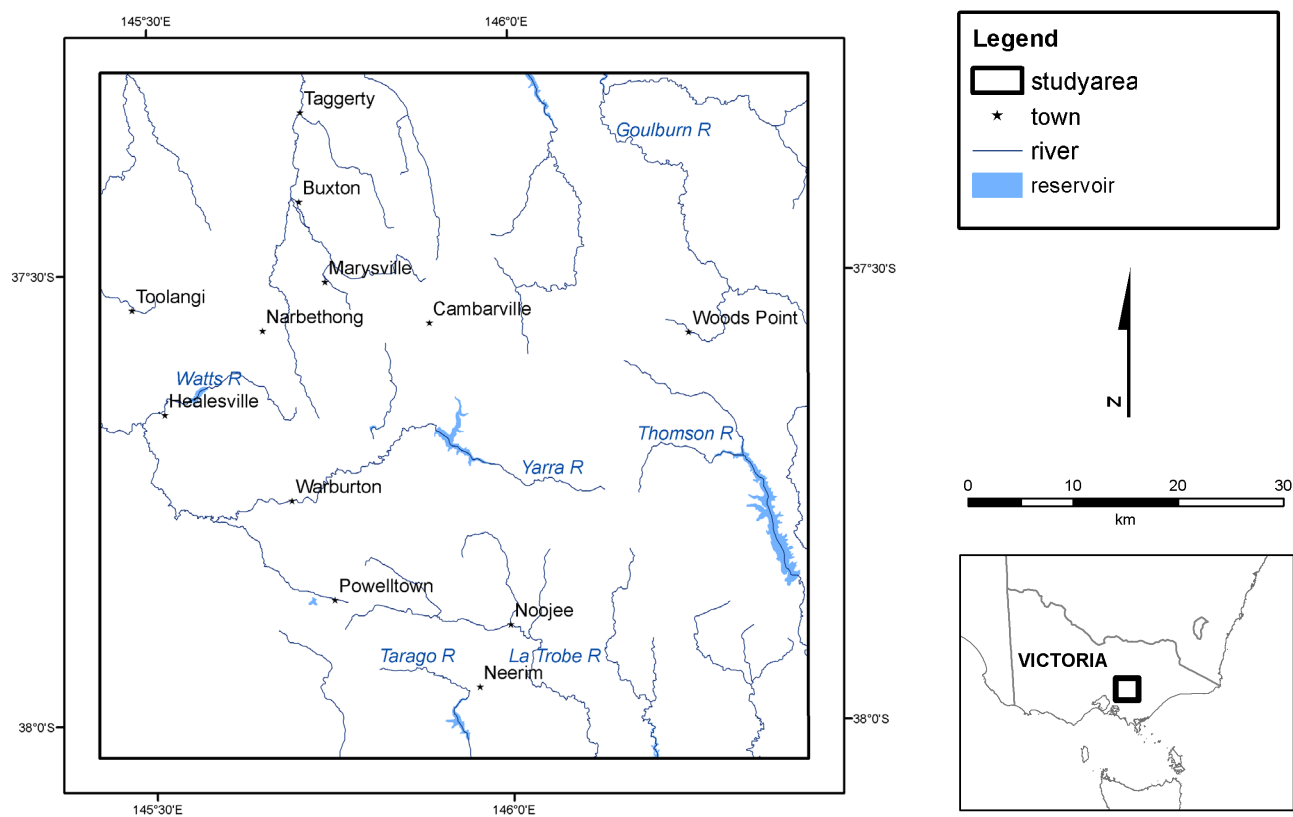 145°30'E
146°0'E
Legend
studyarea
town
river
reservoir
Taggerty
Goulburn R
Buxton
37°30'S
Marysville
37°30'S
Toolangi
Narbethong
Cambarville
Woods Point
Watts R
Healesville
N
Thomson R
Yarra R
Warburton
0
10
20
30
km
Powelltown
Noojee
Tarago R
La Trobe R
Neerim
VICTORIA
38°0'S
38°0'S
145°30'E
146°0'E